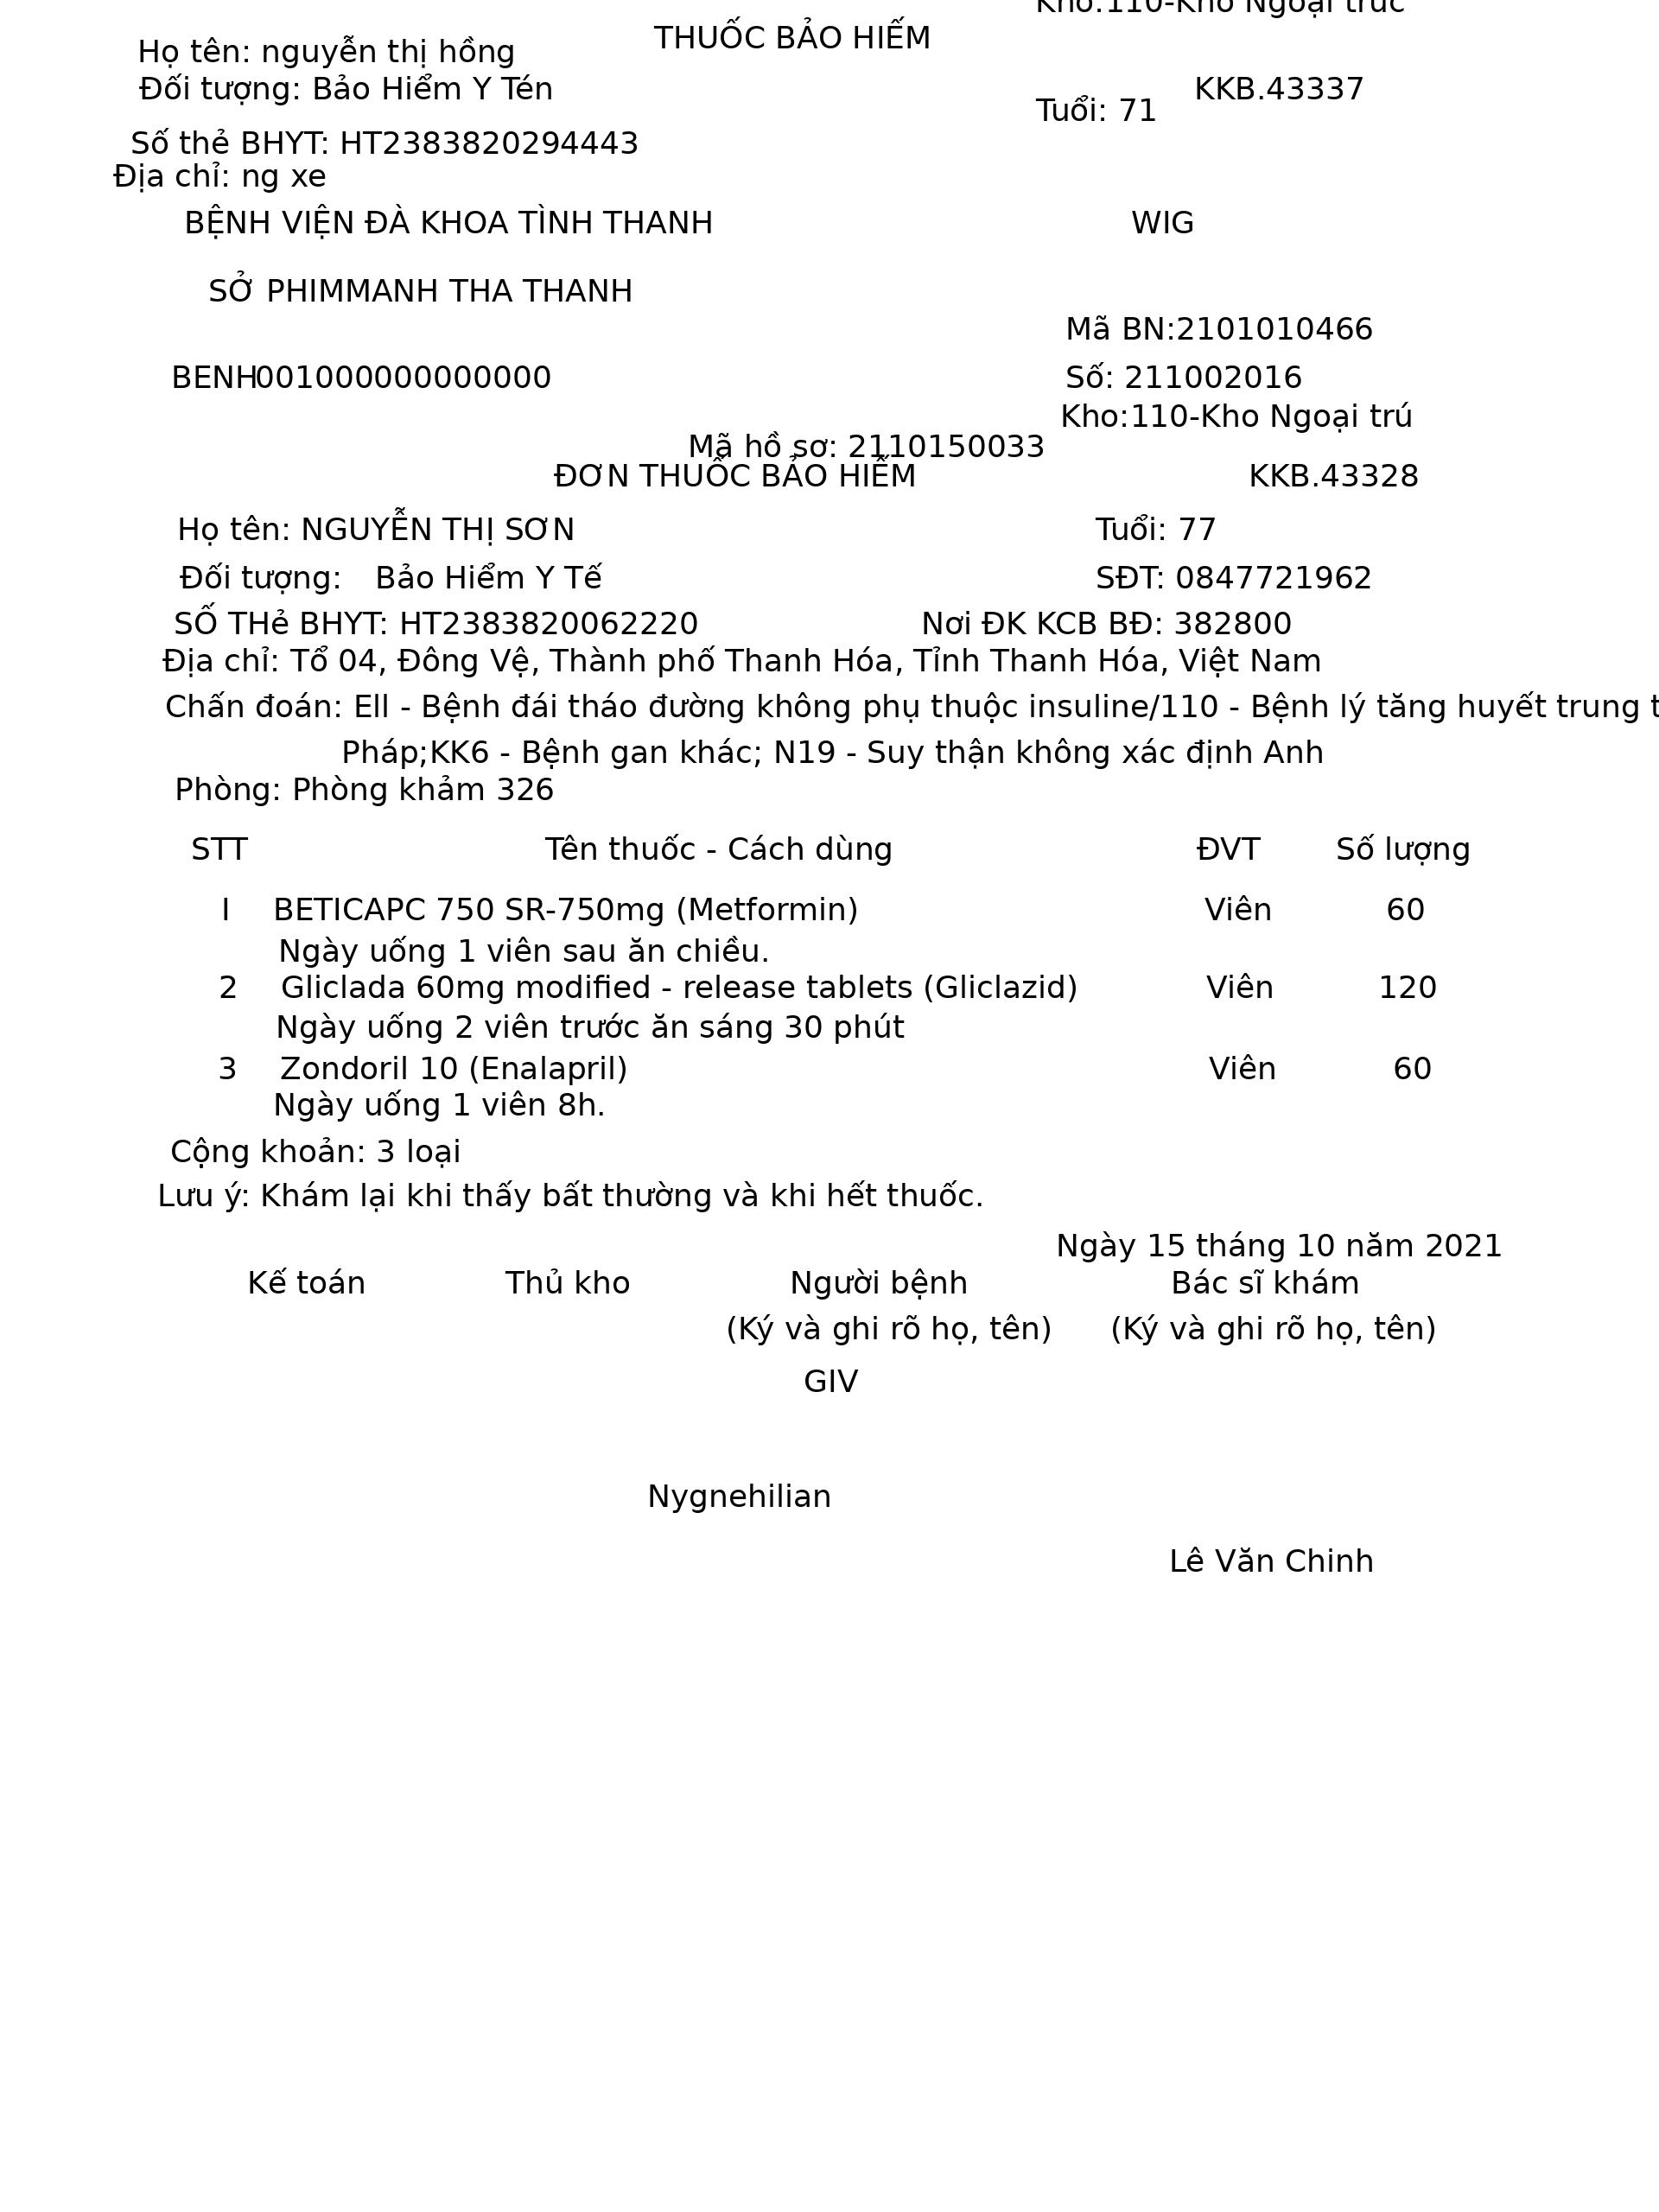 Kho:110-Kho Ngoại trúc
THUỐC BẢO HIẾM
Họ tên: nguyễn thị hồng
Đối tượng: Bảo Hiểm Y Tén
KKB.43337
Tuổi: 71
Số thẻ BHYT: HT2383820294443
Địa chỉ: ng xe
BỆNH VIỆN ĐÀ KHOA TÌNH THANH
WIG
SỞ PHIMMANH THA THANH
Mã BN:2101010466
BENH001000000000000
Số: 211002016
Kho:110-Kho Ngoại trú
Mã hồ sơ: 2110150033
ĐƠN THUỐC BẢO HIẾM
KKB.43328
Họ tên: NGUYỄN THỊ SƠN
Tuổi: 77
Đối tượng: Bảo Hiểm Y Tế
SĐT: 0847721962
SỐ THẻ BHYT: HT2383820062220
Nơi ĐK KCB BĐ: 382800
Địa chỉ: Tổ 04, Đông Vệ, Thành phố Thanh Hóa, Tỉnh Thanh Hóa, Việt Nam
Chấn đoán: Ell - Bệnh đái tháo đường không phụ thuộc insuline/110 - Bệnh lý tăng huyết trung t
Pháp;KK6 - Bệnh gan khác; N19 - Suy thận không xác định Anh
Phòng: Phòng khảm 326
STT Tên thuốc - Cách dùng ĐVT Số lượng
I BETICAPC 750 SR-750mg (Metformin) Viên 60
Ngày uống 1 viên sau ăn chiều.
2 Gliclada 60mg modified - release tablets (Gliclazid) Viên 120
Ngày uống 2 viên trước ăn sáng 30 phút
3 Zondoril 10 (Enalapril) Viên 60
Ngày uống 1 viên 8h.
Cộng khoản: 3 loại
Lưu ý: Khám lại khi thấy bất thường và khi hết thuốc.
Ngày 15 tháng 10 năm 2021
Kế toán Thủ kho Người bệnh Bác sĩ khám
(Ký và ghi rõ họ, tên) (Ký và ghi rõ họ, tên)
GIV
Nygnehilian
Lê Văn Chinh